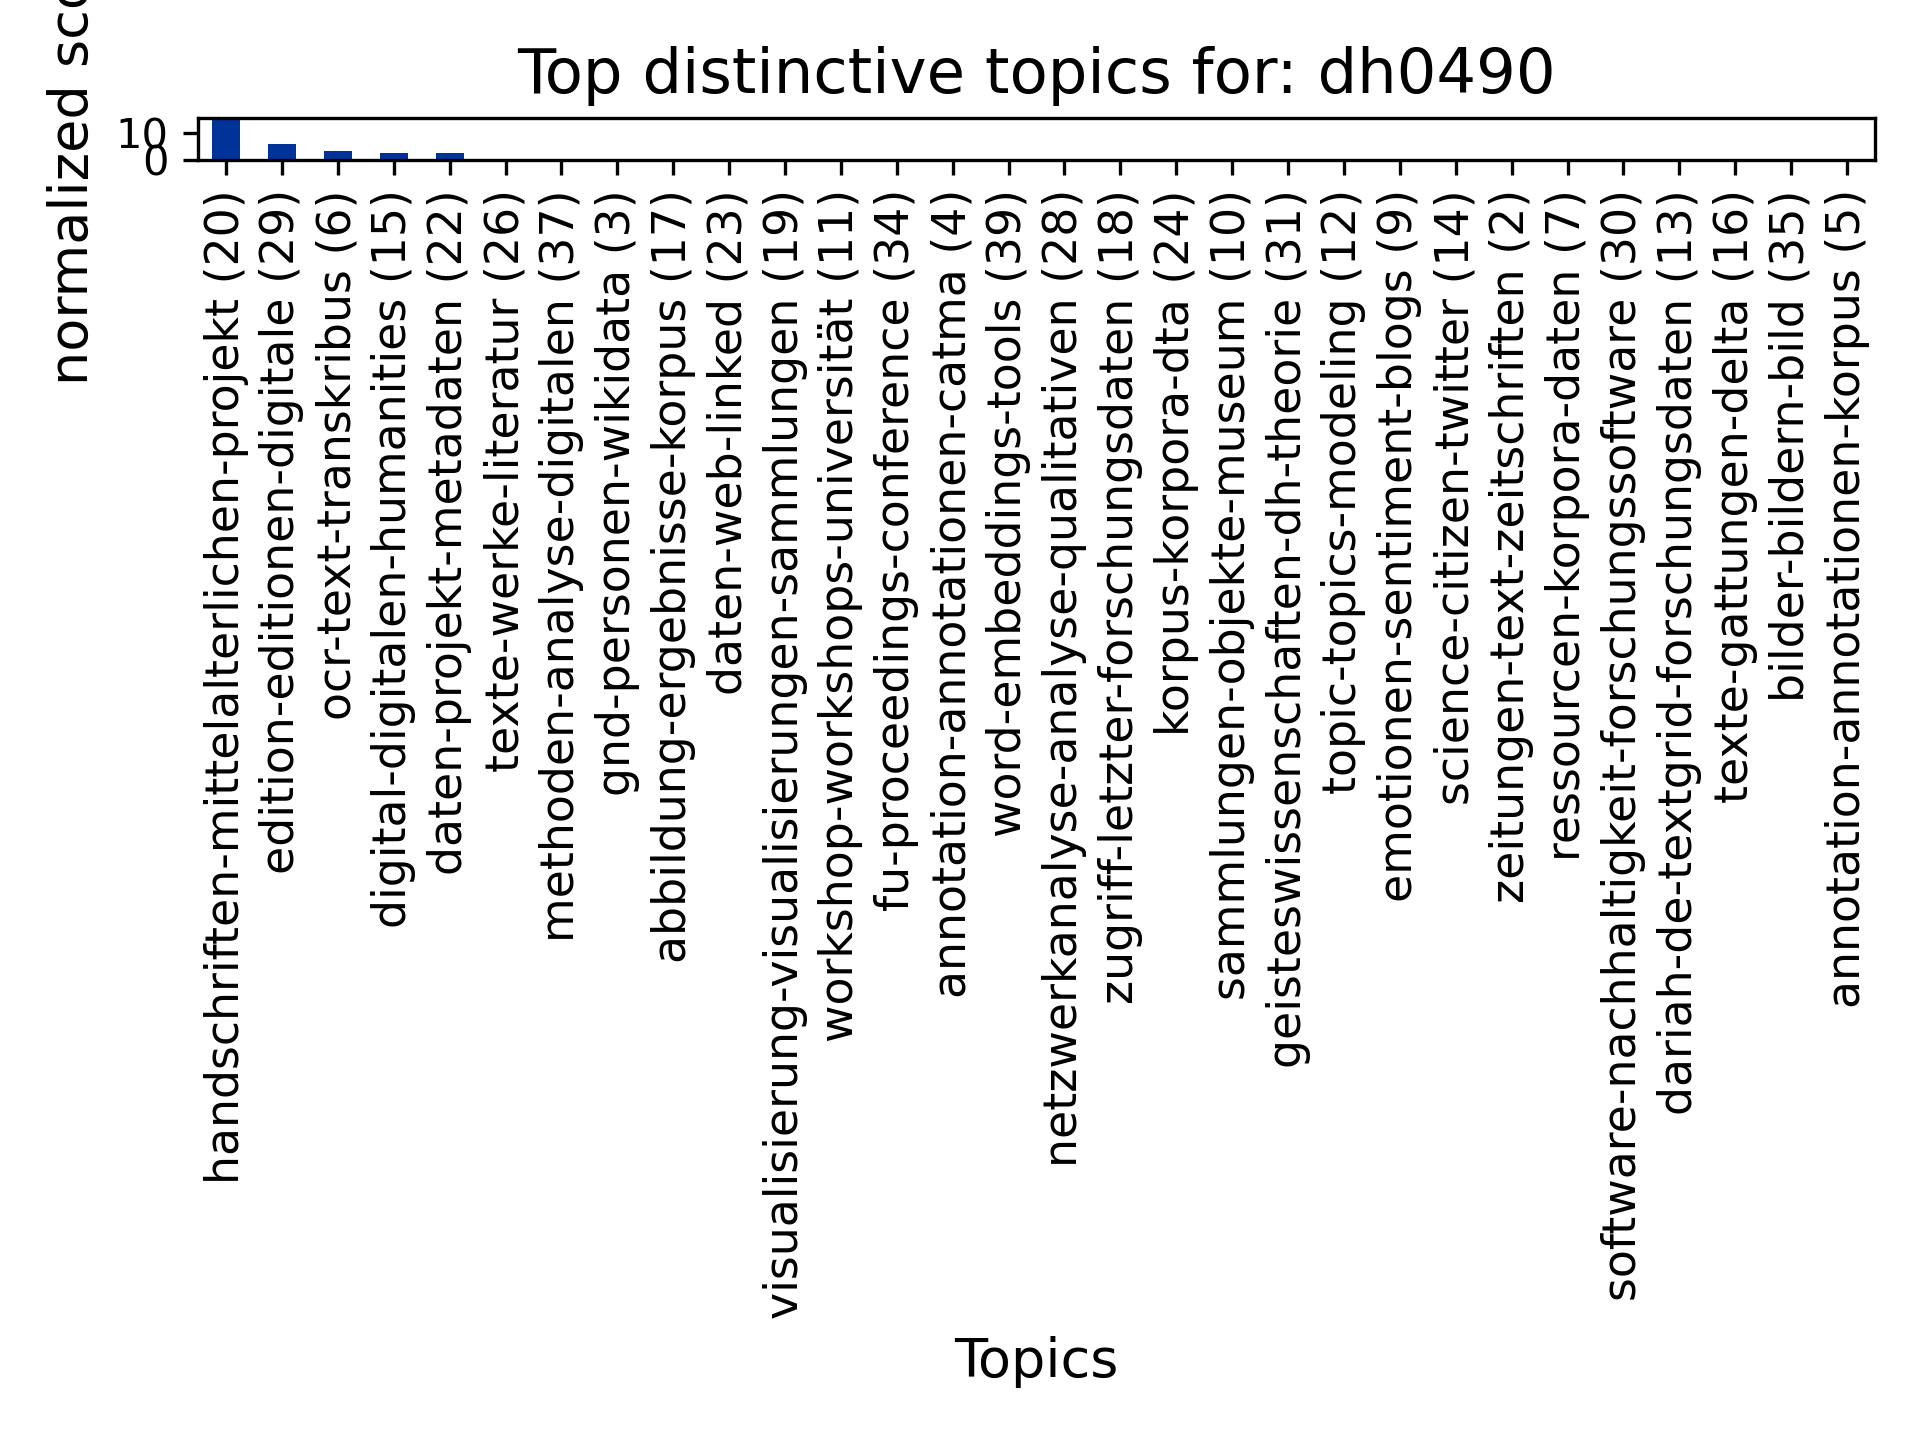 Top distinctive topics for: dh0490
normalized
10
0
handschriften-mittelalterlichen-projekt (20)
edition-editionen-digitale (29)
ocr-text-transkribus (6)
digital-digitalen-humanities (15)
daten-projekt-metadaten (22)
texte-werke-literatur (26)
methoden-analyse-digitalen (37)
gnd-personen-wikidata (3)
abbildung-ergebnisse-korpus (17)
daten-web-linked (23)
visualisierung-visualisierungen-sammlungen (19)
workshop-workshops-universität (11)
fu-proceedings-conference (34)
annotation-annotationen-catma (4)
word-embeddings-tools (39)
netzwerkanalyse-analyse-qualitativen (28)
zugriff-letzter-forschungsdaten (18)
korpus-korpora-dta (24)
sammlungen-objekte-museum (10)
geisteswissenschaften-dh-theorie (31)
topic-topics-modeling (12)
emotionen-sentiment-blogs (9)
science-citizen-twitter (14)
zeitungen-text-zeitschriften (2)
ressourcen-korpora-daten (7)
software-nachhaltigkeit-forschungssoftware (30)
dariah-de-textgrid-forschungsdaten (13)
texte-gattungen-delta (16)
bilder-bildern-bild (35)
annotation-annotationen-korpus (5)
Topics